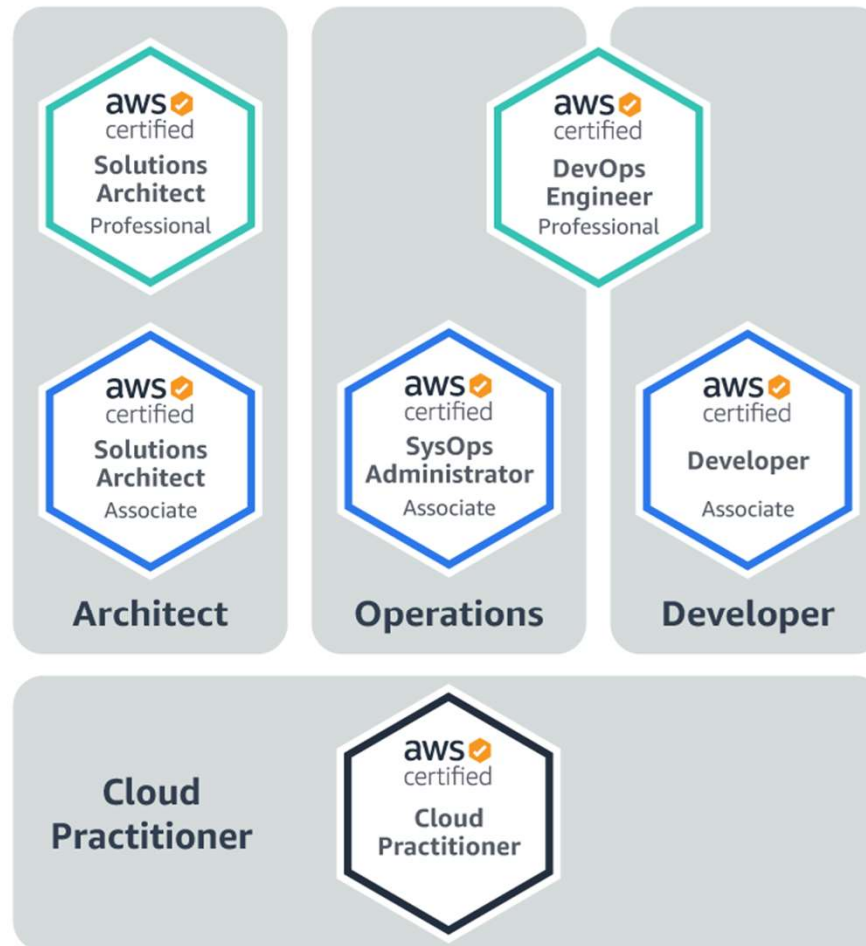 aws
certified
Solutions
Architect
Professional
aws
certified
DevOps
Engineer
Professional
aws
certified
Solutions
Architect
Associate
aws
certified
SysOps
Administrator
Associate
aws
certified
Developer
Associate
Architect
Operations
Developer
Cloud
Practitioner
aws
certified
Cloud
Practitioner